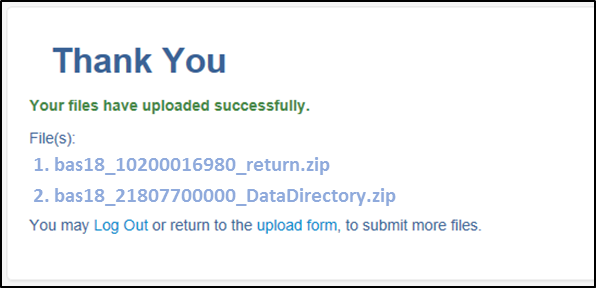 Thank You
Your files have uploaded successfully.
File(s):
1. bas18_10200016980_return.zip
2. bas18_21807700000_DataDirectory.zip
You may Log Out or return to the upload form, to submit more files.